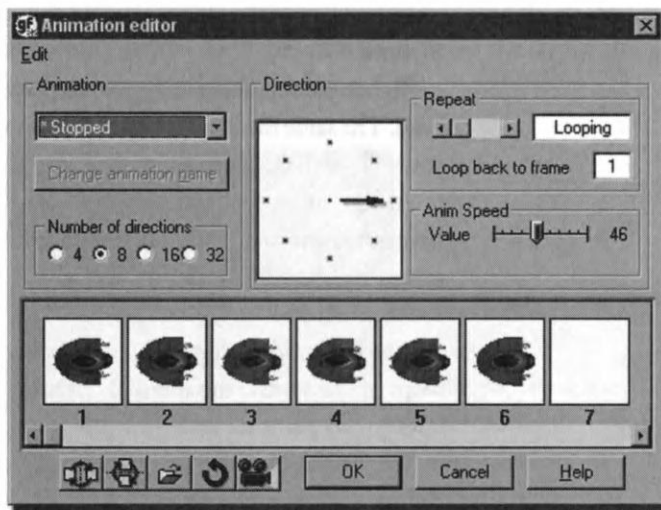 Animation editor
Edit
Animation
* Stopped
Change animation name
Number of directions
4 8 16 32
Direction
Repeat
Looping
Loop back to frame 1
Anim Speed
Value 46
1 2 3 4 5 6 7
OK Cancel Help